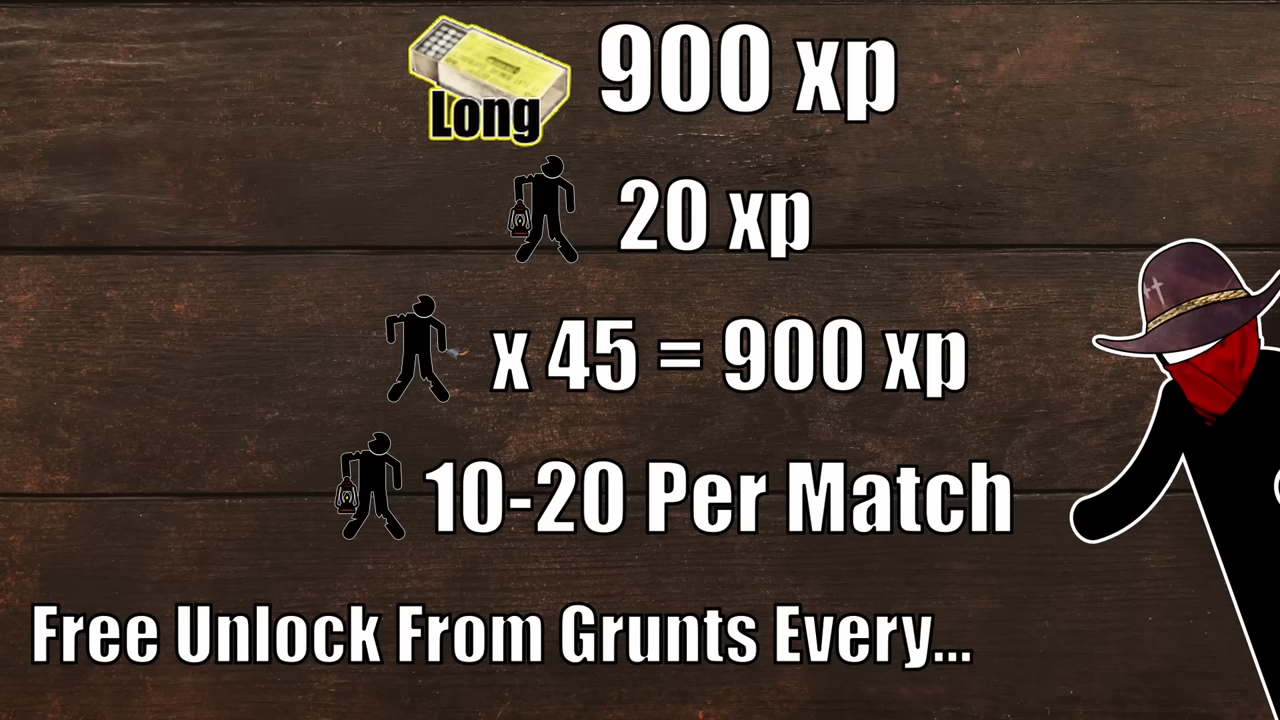 Long 900 xp
20 xp
x 45 = 900 xp
10-20 Per Match
Free Unlock From Grunts Every...